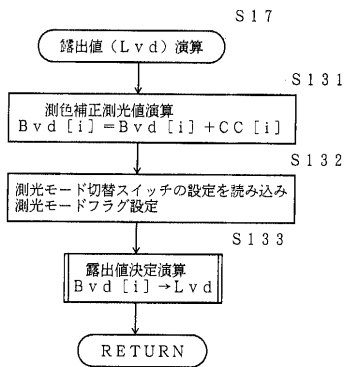 S17
露出値(Lvd)演算
S131
測色補正測光値演算
Bvd[i]=Bvd[i]+CC[i]
S132
測光モード切替スイッチの設定を読み込み
測光モードフラグ設定
S133
露出値決定演算
Bvd[i]→Lvd
RETURN